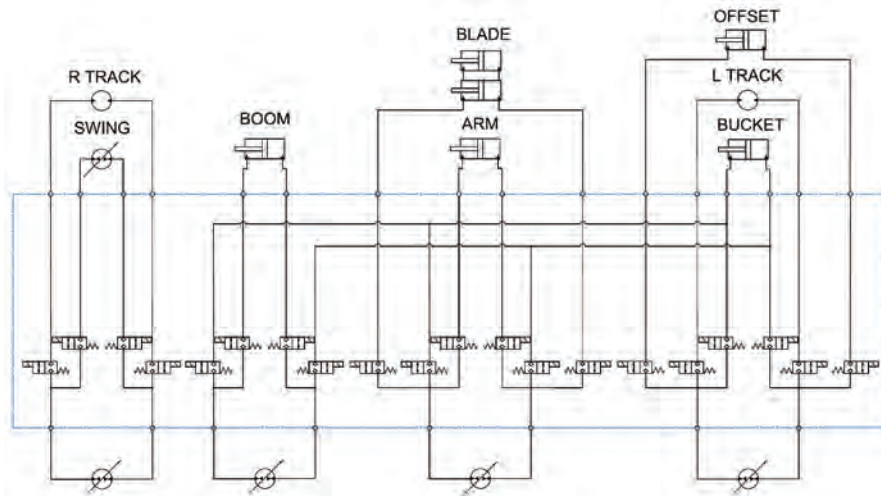 OFFSET
BLADE
R TRACK
L TRACK
SWING
BOOM
ARM
BUCKET